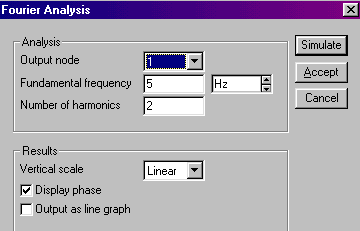 Fourier Analysis
Analysis
Simulate
Output node 1
Fundamental frequency 5 Hz
Accept
Number of harmonics 2
Cancel
Results
Vertical scale Linear
Display phase
Output as line graph